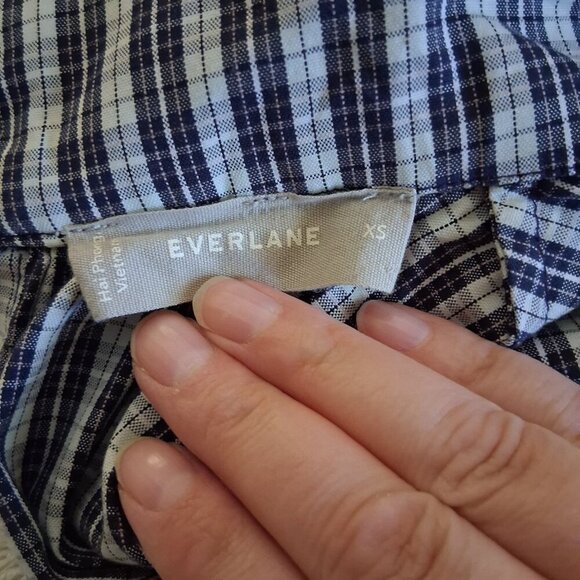 EVERLANE
XS
Hai Phong
Vietnam